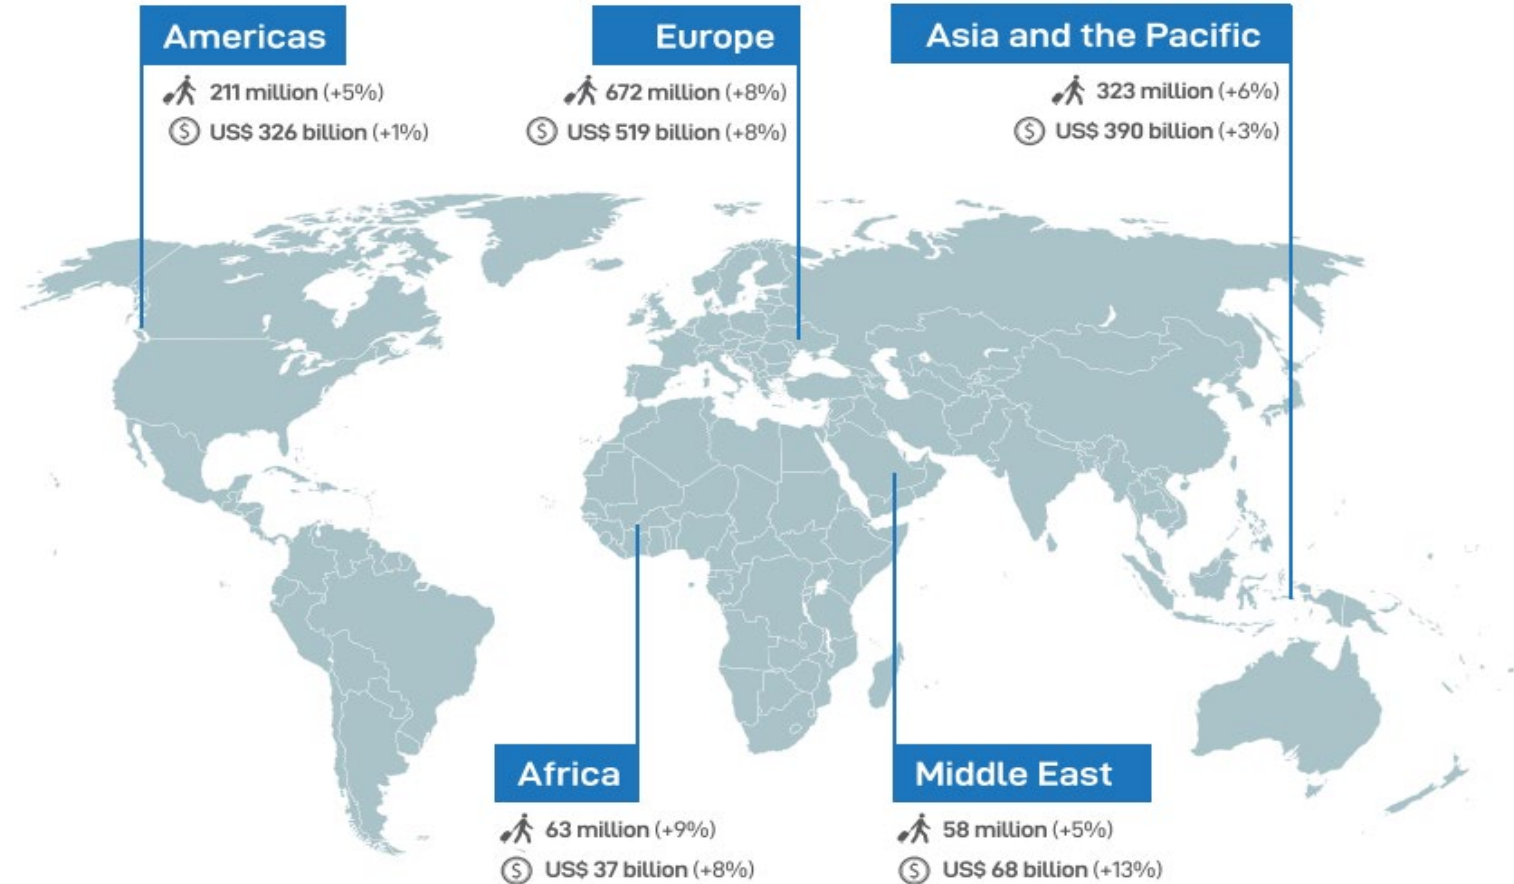 Americas
211 million (+5%)
US$ 326 billion (+1%)
Europe
672 million (+8%)
US$ 519 billion (+8%)
Asia and the Pacific
323 million (+6%)
US$ 390 billion (+3%)
Africa
63 million (+9%)
US$ 37 billion (+8%)
Middle East
58 million (+5%)
US$ 68 billion (+13%)